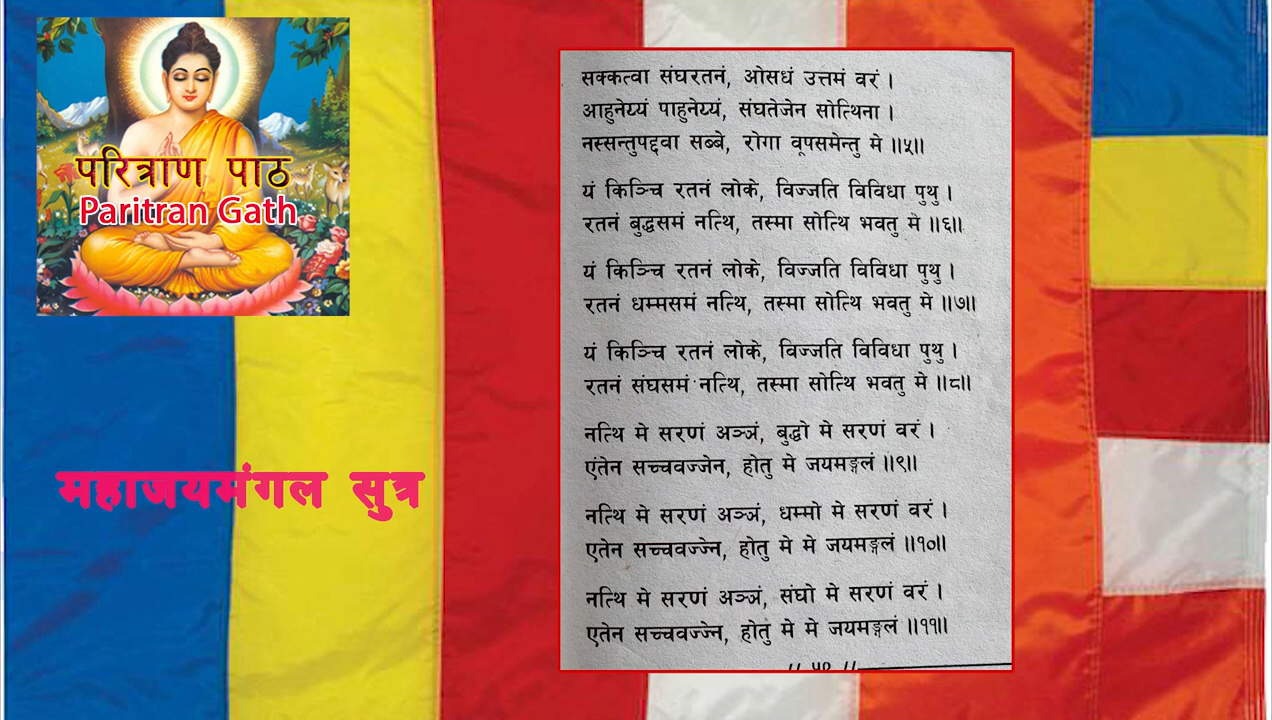 परित्राण पाठ
Paritran Gath
महाजयमंगल सुत्र
सक्कत्वा संघरतनं, ओसधं उत्तमं वरं ।
आहुनेय्यं पाहुनेय्यं, संघतेजेन सोत्थिना ।
नस्सन्तुपद्दवा सब्बे, रोगा वूपसमेन्तु मे ॥५॥
यं किञ्चि रतनं लोके, विज्जति विविधा पुथु ।
रतनं बुद्धसमं नत्थि, तस्मा सोत्थि भवतु मे ॥६॥
यं किञ्चि रतनं लोके, विज्जति विविधा पुथु ।
रतनं धम्मसमं नत्थि, तस्मा सोत्थि भवतु मे ॥७॥
यं किञ्चि रतनं लोके, विज्जति विविधा पुथु ।
रतनं संघसमं नत्थि, तस्मा सोत्थि भवतु मे ॥८॥
नत्थि मे सरणं अञ्ञं, बुद्धो मे सरणं वरं ।
एंतेन सच्चवज्जेन, होतु मे जयमङ्गलं ॥९॥
नत्थि मे सरणं अञ्ञं, धम्मो मे सरणं वरं ।
एतेन सच्चवज्जेन, होतु मे मे जयमङ्गलं ॥१०॥
नत्थि मे सरणं अञ्ञं, संघो मे सरणं वरं ।
एतेन सच्चवज्जेन, होतु मे मे जयमङ्गलं ॥११॥